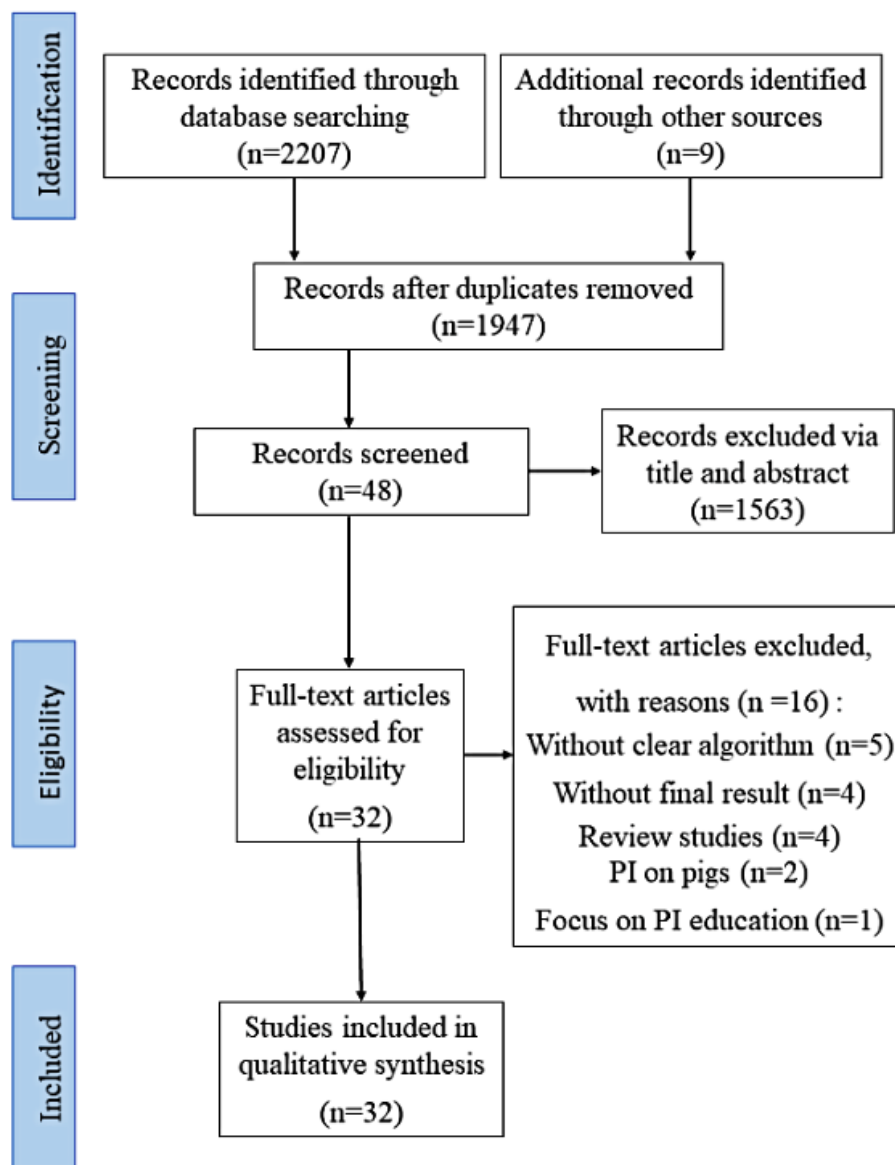 Identification
Records identified through
database searching
(n=2207)
Additional records identified
through other sources
(n=9)
Screening
Records after duplicates removed
(n=1947)
Records screened
(n=48)
Records excluded via
title and abstract
(n=1563)
Eligibility
Full-text articles
assessed for
eligibility
(n=32)
Full-text articles excluded,
with reasons (n =16) :
Without clear algorithm (n=5)
Without final result (n=4)
Review studies (n=4)
PI on pigs (n=2)
Focus on PI education (n=1)
Included
Studies included in
qualitative synthesis
(n=32)